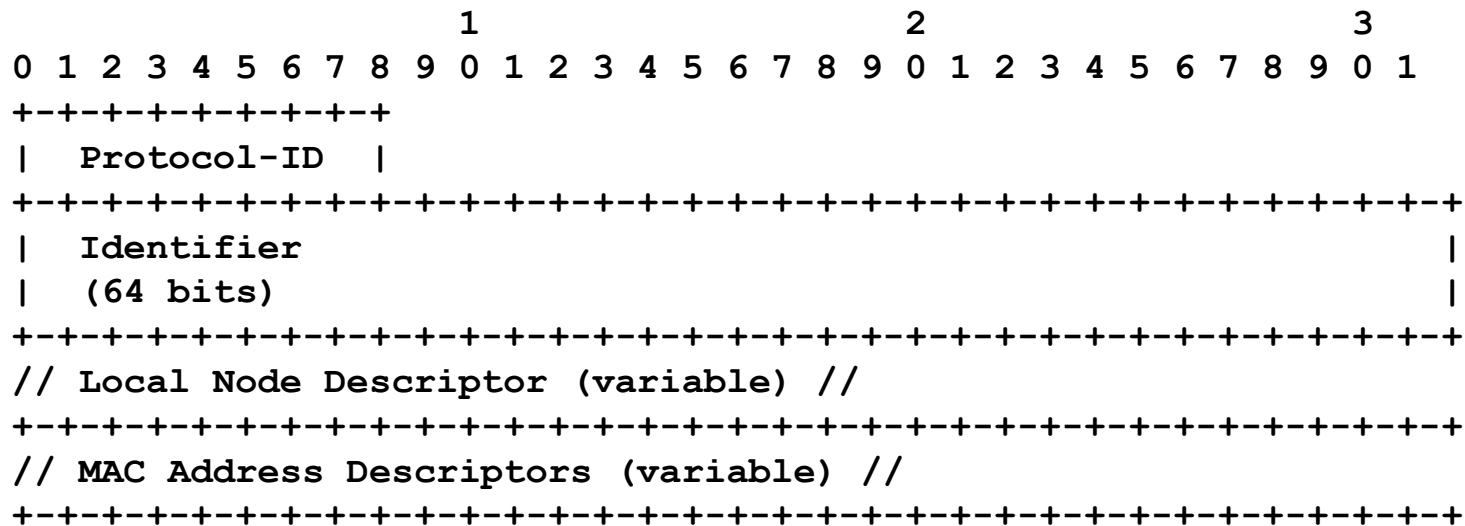 1                   2                   3
0 1 2 3 4 5 6 7 8 9 0 1 2 3 4 5 6 7 8 9 0 1 2 3 4 5 6 7 8 9 0 1
+-+-+-+-+-+-+-+-+
|  Protocol-ID  |
+-+-+-+-+-+-+-+-+-+-+-+-+-+-+-+-+-+-+-+-+-+-+-+-+-+-+-+-+-+-+-+-+
|  Identifier                                                   |
|  (64 bits)                                                    |
+-+-+-+-+-+-+-+-+-+-+-+-+-+-+-+-+-+-+-+-+-+-+-+-+-+-+-+-+-+-+-+-+
// Local Node Descriptor (variable) //
+-+-+-+-+-+-+-+-+-+-+-+-+-+-+-+-+-+-+-+-+-+-+-+-+-+-+-+-+-+-+-+-+
// MAC Address Descriptors (variable) //
+-+-+-+-+-+-+-+-+-+-+-+-+-+-+-+-+-+-+-+-+-+-+-+-+-+-+-+-+-+-+-+-+